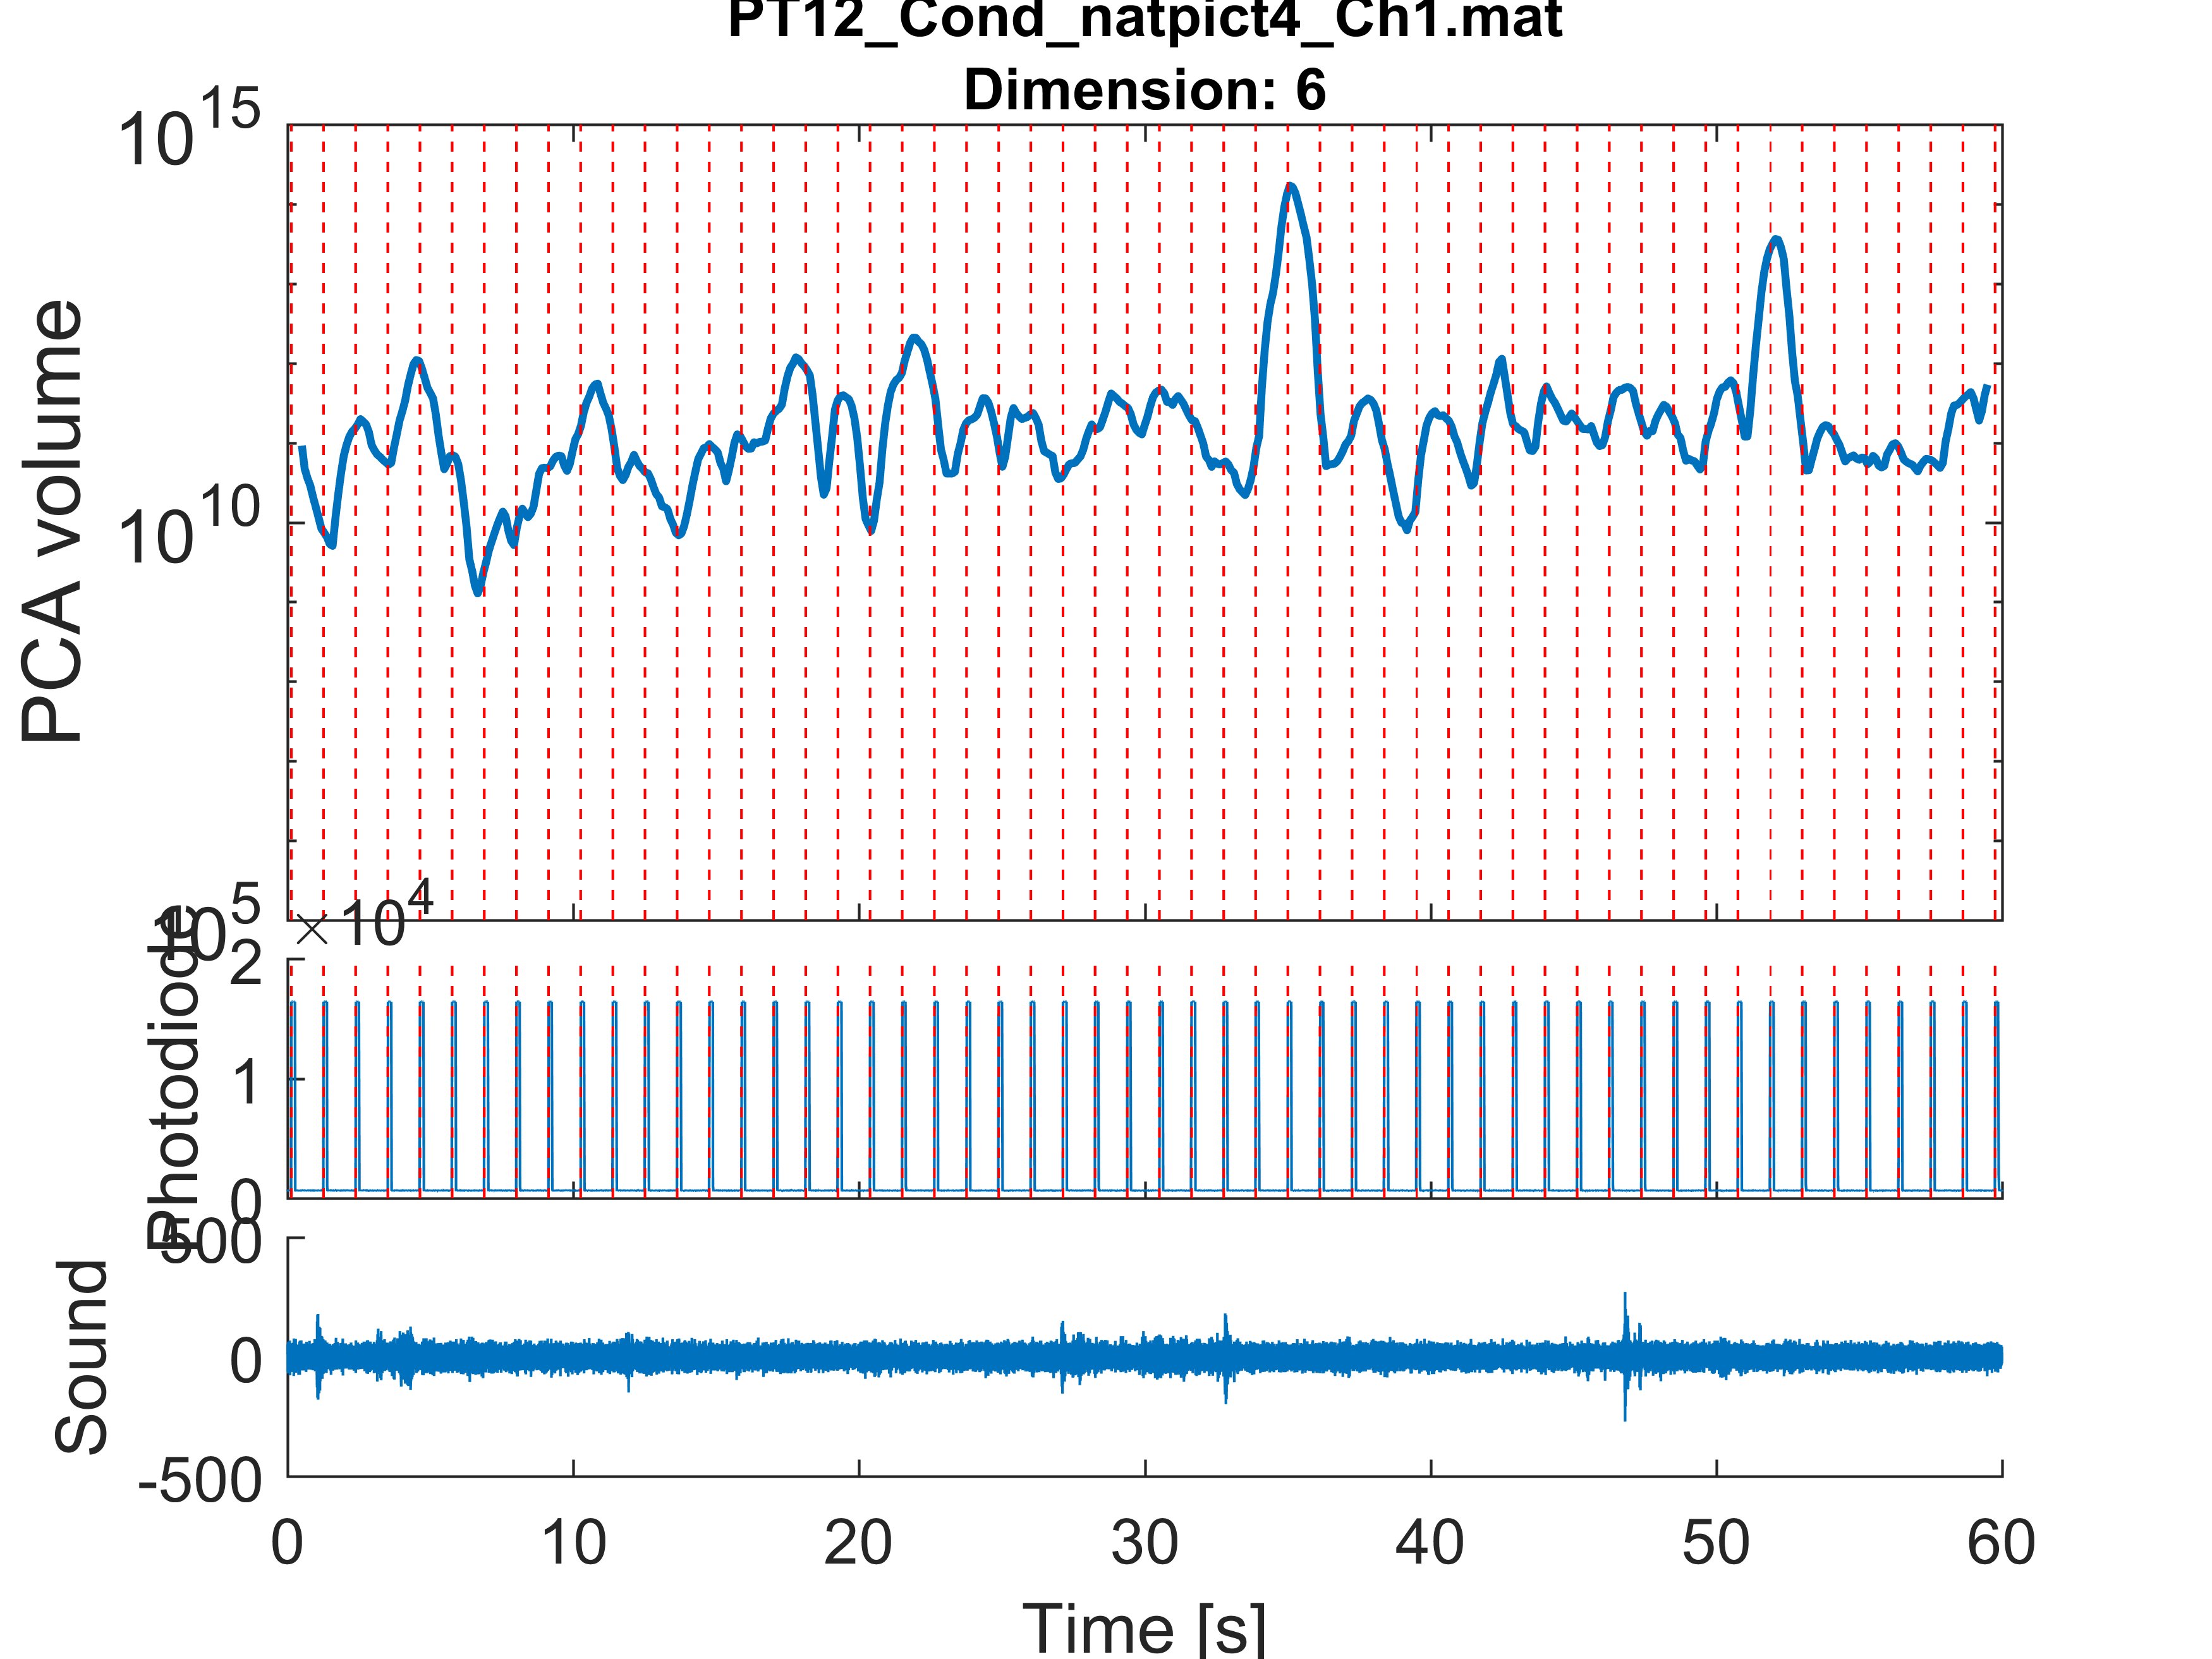 PT12_Cond_natpict4_Ch1.mat
Dimension: 6
PCA volume
10^15
10^10
10^5
× 10^4
Photodiode
2
1
0
Sound
500
0
-500
0 10 20 30 40 50 60
Time [s]